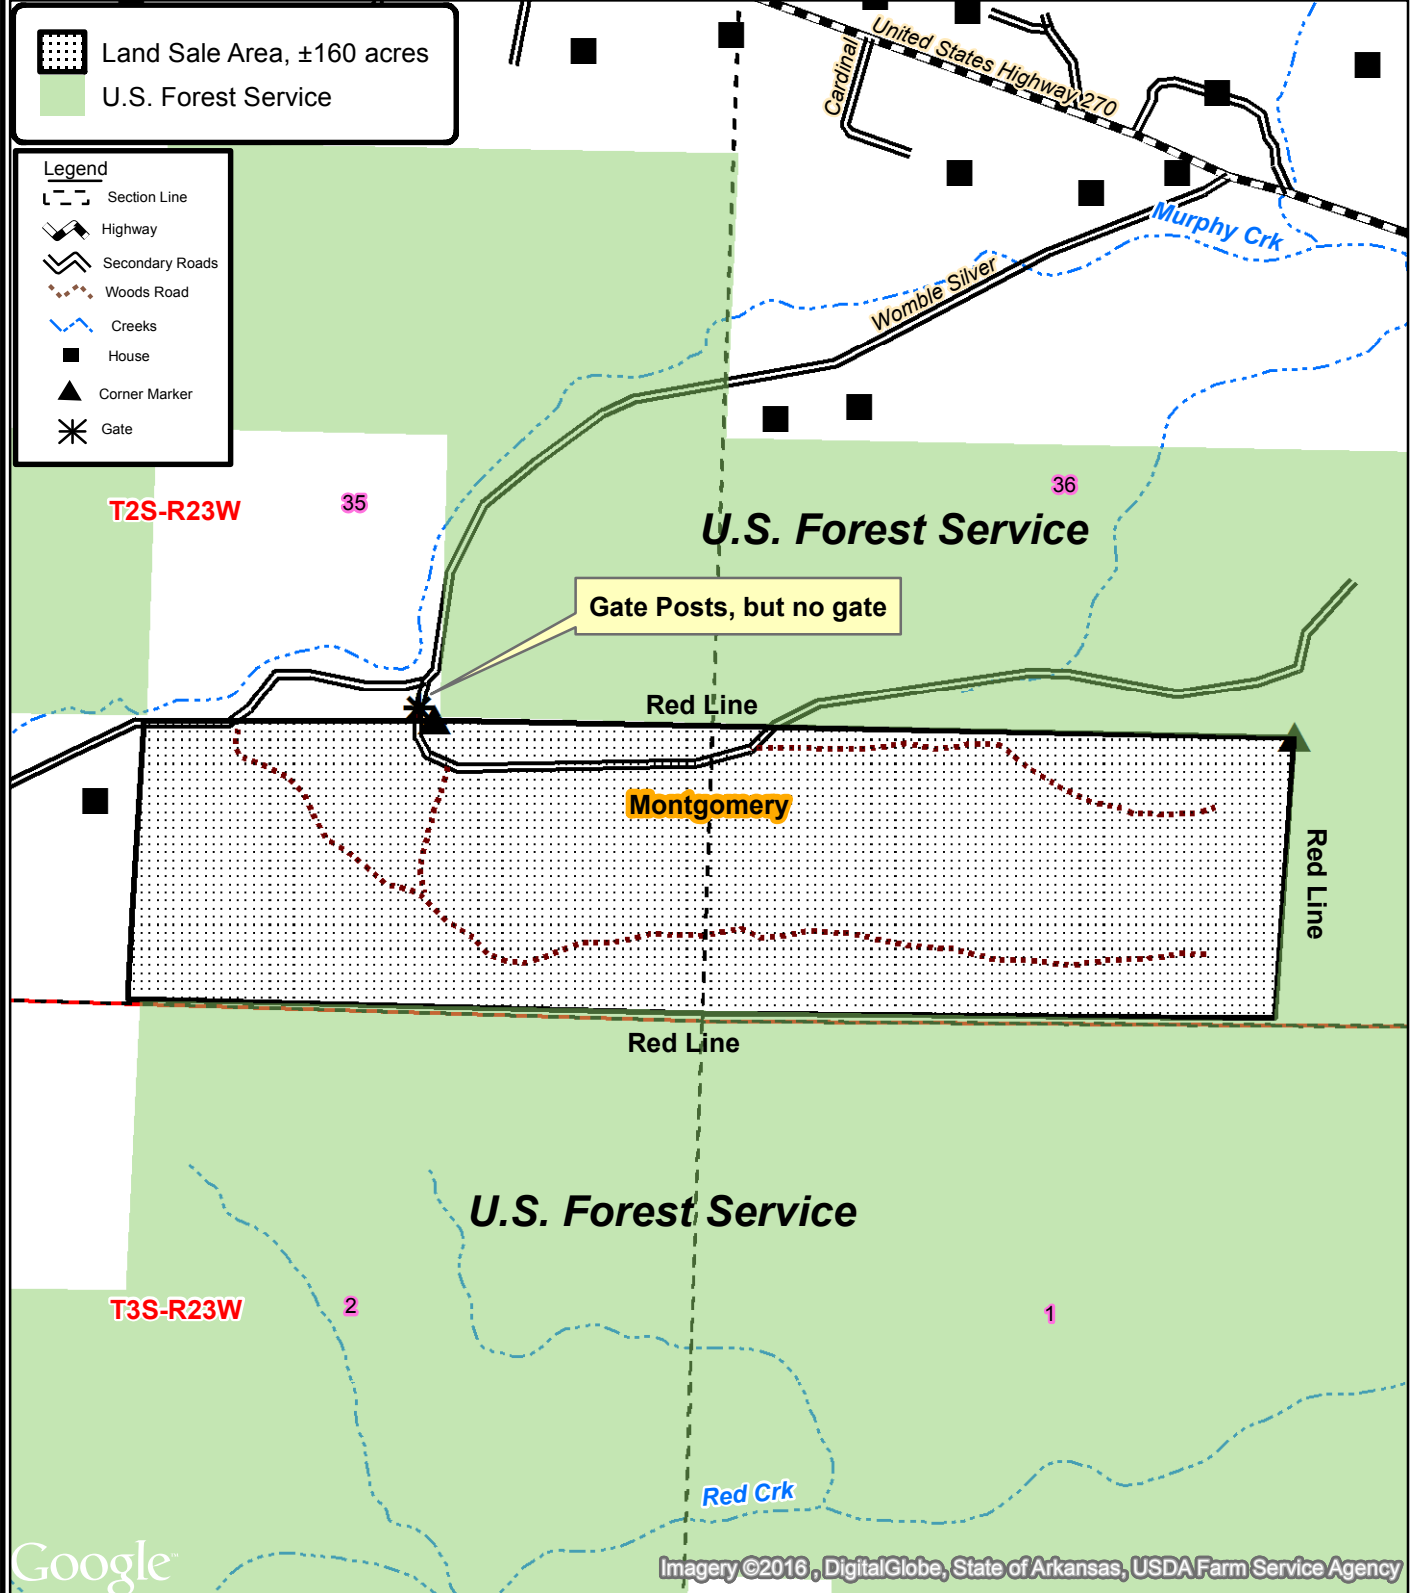 Land Sale Area, ±160 acres
U.S. Forest Service
Legend
Section Line
Highway
Secondary Roads
Woods Road
Creeks
House
Corner Marker
Gate
United States Highway 270
Cardinal
Murphy Crk
Womble Silver
T2S-R23W
35
36
U.S. Forest Service
Gate Posts, but no gate
Red Line
Montgomery
Red Line
Red Line
U.S. Forest Service
T3S-R23W
2
1
Red Crk
Google
Imagery ©2016 , DigitalGlobe, State of Arkansas, USDA Farm Service Agency